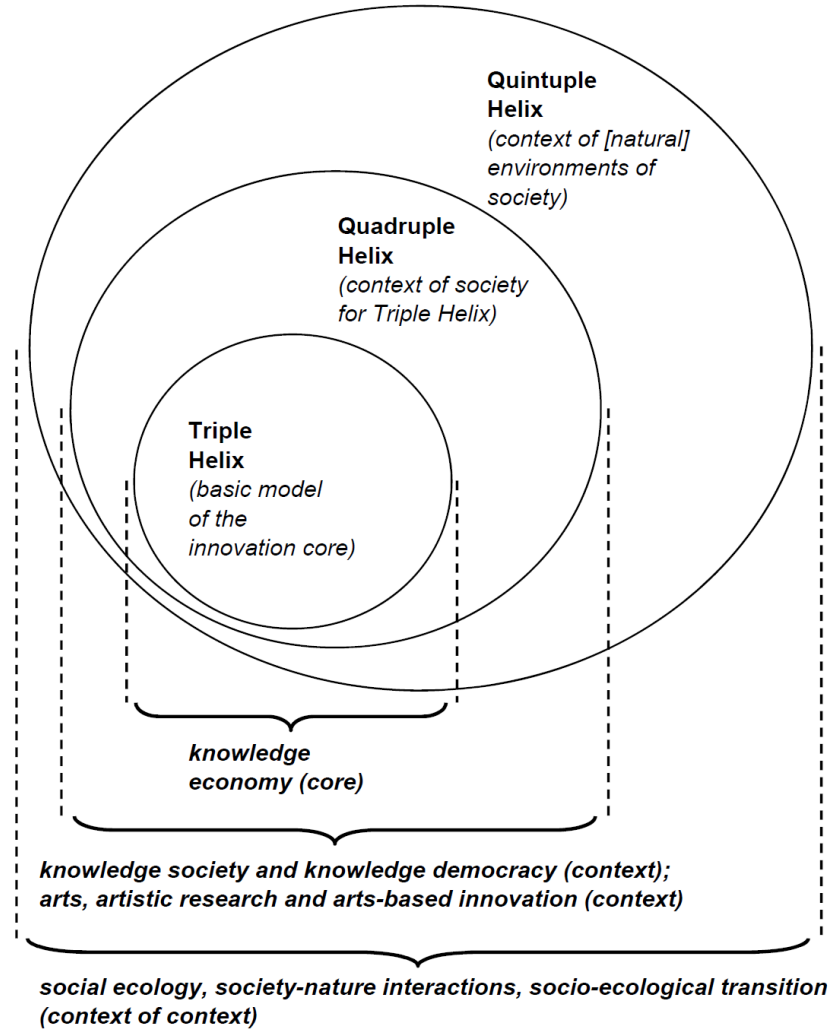 Quintuple
Helix
(context of [natural]
environments of
society)
Quadruple
Helix
(context of society
for Triple Helix)
Triple
Helix
(basic model
of the
innovation core)
knowledge
economy (core)
knowledge society and knowledge democracy (context);
arts, artistic research and arts-based innovation (context)
social ecology, society-nature interactions, socio-ecological transition
(context of context)